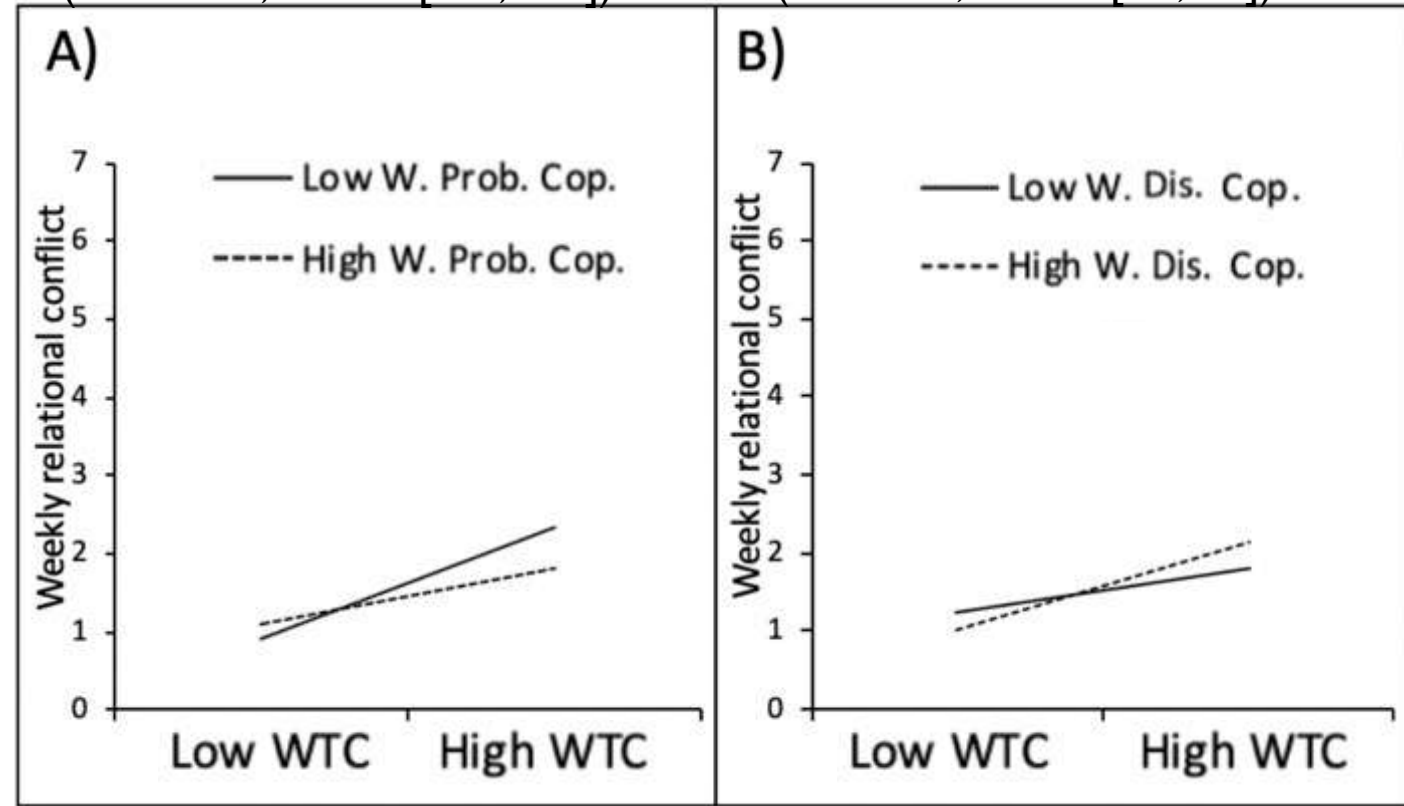 A)
Weekly relational conflict
7
6
5
4
3
2
1
0
Low W. Prob. Cop.
High W. Prob. Cop.
Low WTC High WTC
B)
Weekly relational conflict
7
6
5
4
3
2
1
0
Low W. Dis. Cop.
High W. Dis. Cop.
Low WTC High WTC